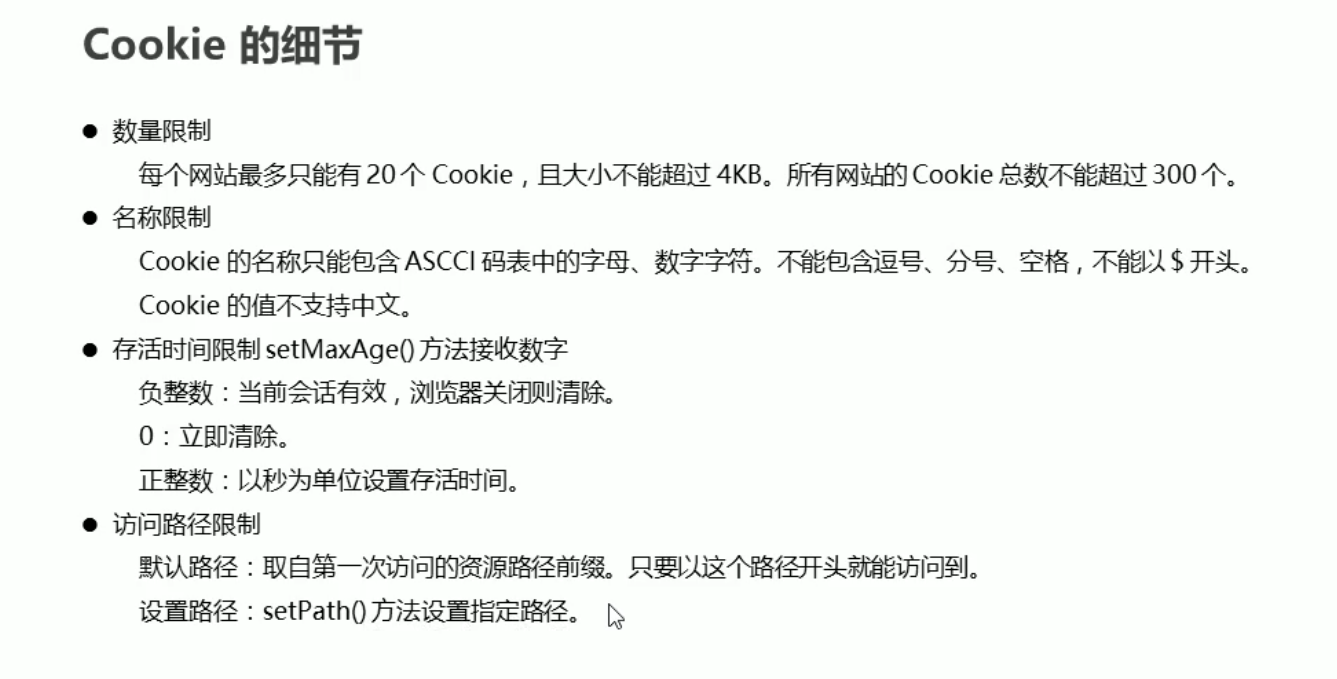 Cookie 的细节
● 数量限制
每个网站最多只能有 20 个 Cookie，且大小不能超过 4KB。所有网站的 Cookie 总数不能超过 300 个。
● 名称限制
Cookie 的名称只能包含 ASCCI 码表中的字母、数字字符。不能包含逗号、分号、空格，不能以 $ 开头。
Cookie 的值不支持中文。
● 存活时间限制 setMaxAge() 方法接收数字
负整数：当前会话有效，浏览器关闭则清除。
0：立即清除。
正整数：以秒为单位设置存活时间。
● 访问路径限制
默认路径：取自第一次访问的资源路径前缀。只要以这个路径开头就能访问到。
设置路径：setPath() 方法设置指定路径。